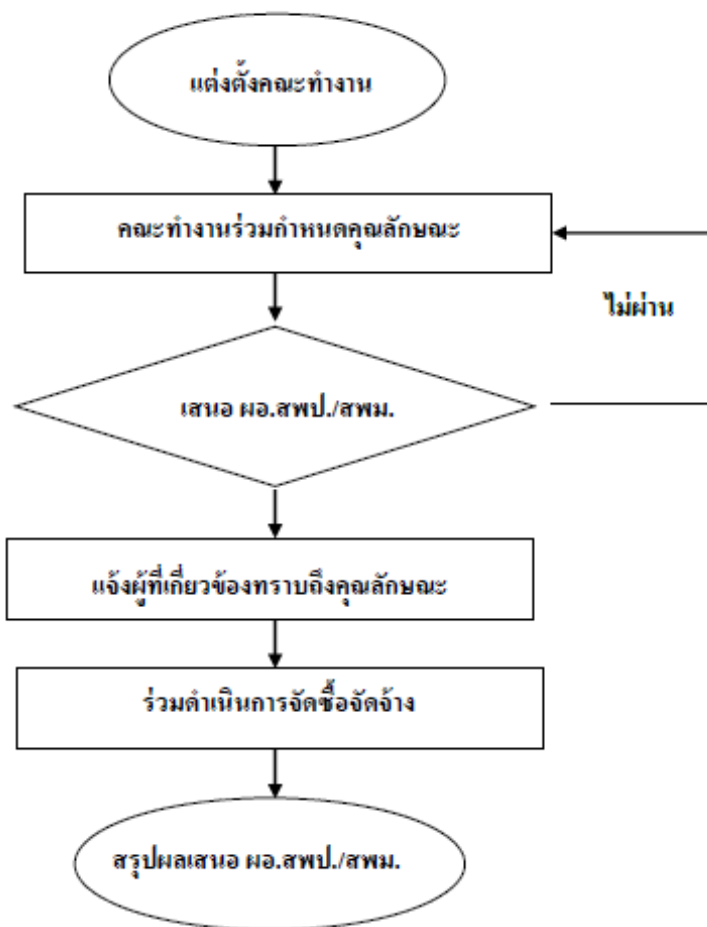 แต่งตั้งคณะทำงาน
คณะทำงานร่วมกำหนดคุณลักษณะ
ไม่ผ่าน
เสนอ ผอ.สพป./สพม.
แจ้งผู้ที่เกี่ยวข้องทราบถึงคุณลักษณะ
ร่วมดำเนินการจัดซื้อจัดจ้าง
สรุปผลเสนอ ผอ.สพป./สพม.